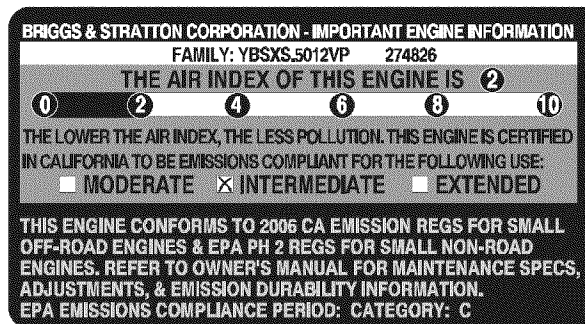 BRIGGS & STRATTON CORPORATION - IMPORTANT ENGINE INFORMATION
FAMILY: YBSXS.5012VP 274826
THE AIR INDEX OF THIS ENGINE IS 2
0 2 4 6 8 10
THE LOWER THE AIR INDEX, THE LESS POLLUTION. THIS ENGINE IS CERTIFIED
IN CALIFORNIA TO BE EMISSIONS COMPLIANT FOR THE FOLLOWING USE:
MODERATE INTERMEDIATE EXTENDED
THIS ENGINE CONFORMS TO 2006 CA EMISSION REGS FOR SMALL
OFF-ROAD ENGINES & EPA PH 2 REGS FOR SMALL NON-ROAD
ENGINES. REFER TO OWNER'S MANUAL FOR MAINTENANCE SPECS,
ADJUSTMENTS, & EMISSION DURABILITY INFORMATION.
EPA EMISSIONS COMPLIANCE PERIOD: CATEGORY: C